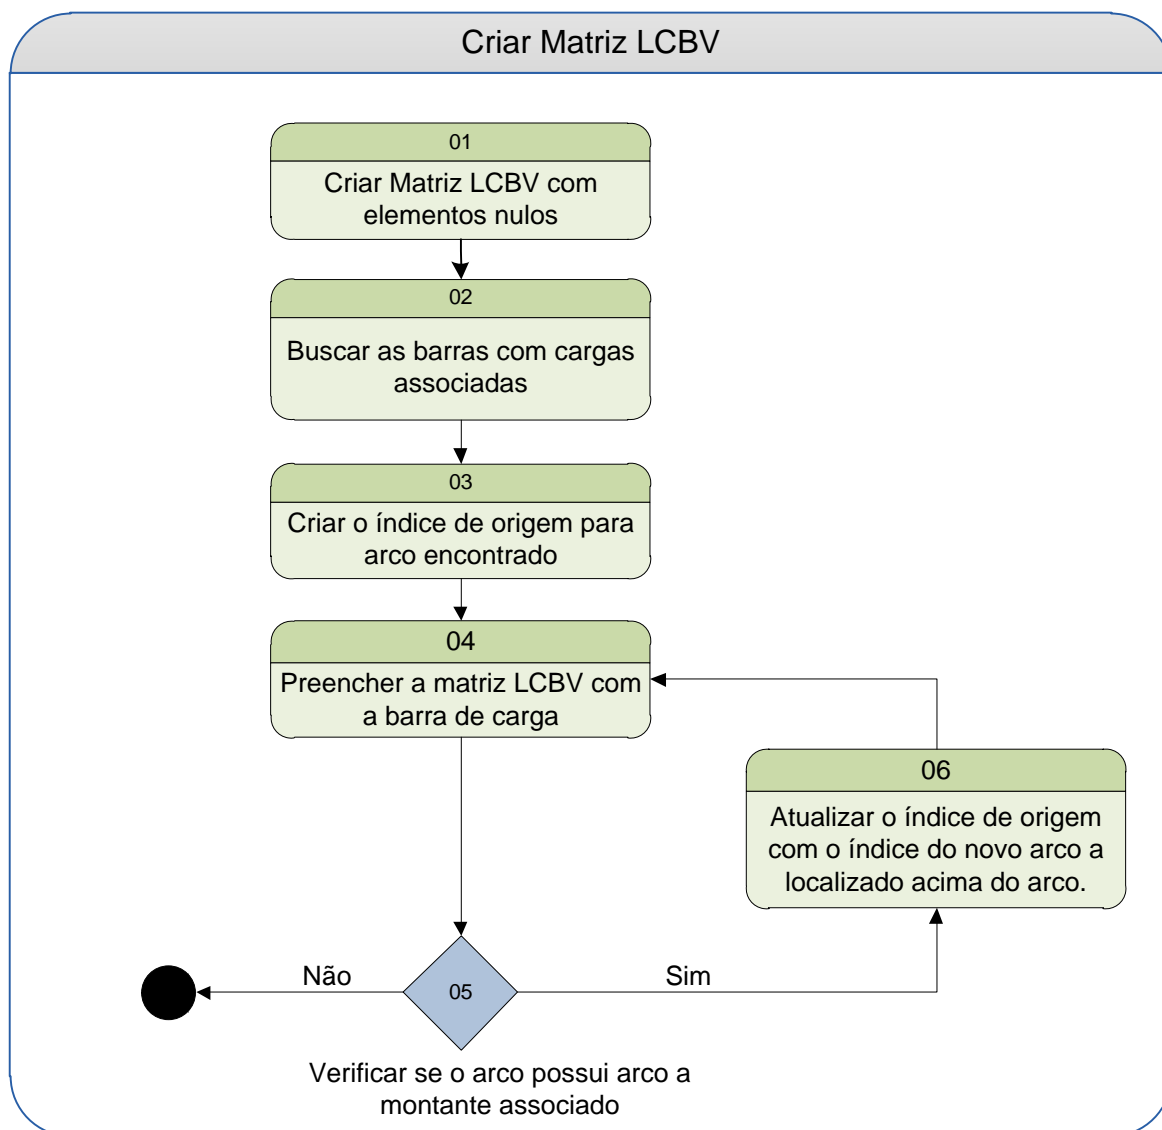 Criar Matriz LCBV
01
Criar Matriz LCBV com
elementos nulos
02
Buscar as barras com cargas
associadas
03
Criar o índice de origem para
arco encontrado
04
Preencher a matriz LCBV com
a barra de carga
06
Atualizar o índice de origem
com o índice do novo arco a
localizado acima do arco.
Não
05
Sim
Verificar se o arco possui arco a
montante associado